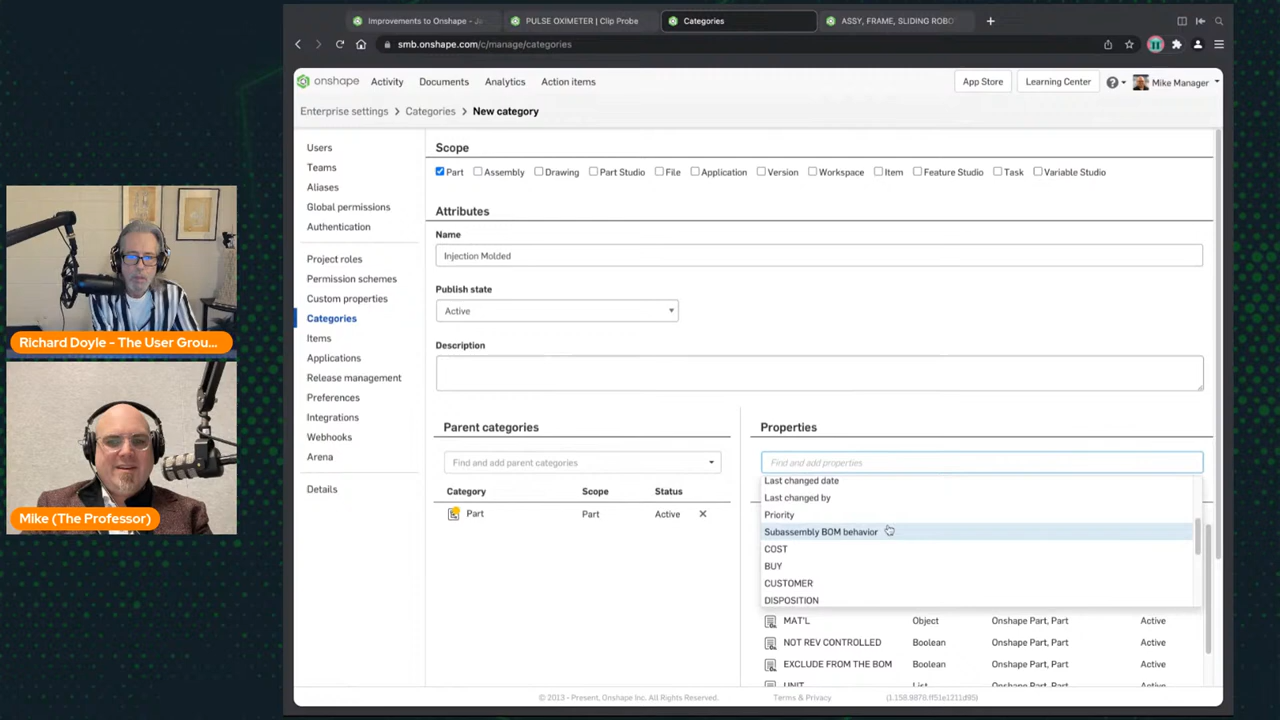 Improvements to Onshape - Ji
PULSE OXIMETER | Clip Probe
Categories
ASSY, FRAME, SLIDING ROBO
smb.onshape.com/c/manage/categories
onshape
Activity
Documents
Analytics
Action items
App Store
Learning Center
Mike Manager
Enterprise settings > Categories > New category
Users
Teams
Aliases
Global permissions
Authentication
Project roles
Permission schemes
Custom properties
Categories
Items
Applications
Release management
Preferences
Integrations
Webhooks
Arena
Details
Scope
Part Assembly Drawing Part Studio File Application Version Workspace Item Feature Studio Task Variable Studio
Attributes
Name
Injection Molded
Publish state
Active
Description
Parent categories
Find and add parent categories
Category Scope Status
Part Part Active
Properties
Find and add properties
Last changed date
Last changed by
Priority
Subassembly BOM behavior
COST
BUY
CUSTOMER
DISPOSITION
MAT'L Object Onshape Part, Part Active
NOT REV CONTROLLED Boolean Onshape Part, Part Active
EXCLUDE FROM THE BOM Boolean Onshape Part, Part Active
UNIT List Onshape Part, Part Active
© 2013 - Present, Onshape Inc. All Rights Reserved.
Terms & Privacy
Richard Doyle - The User Grou...
Mike (The Professor)